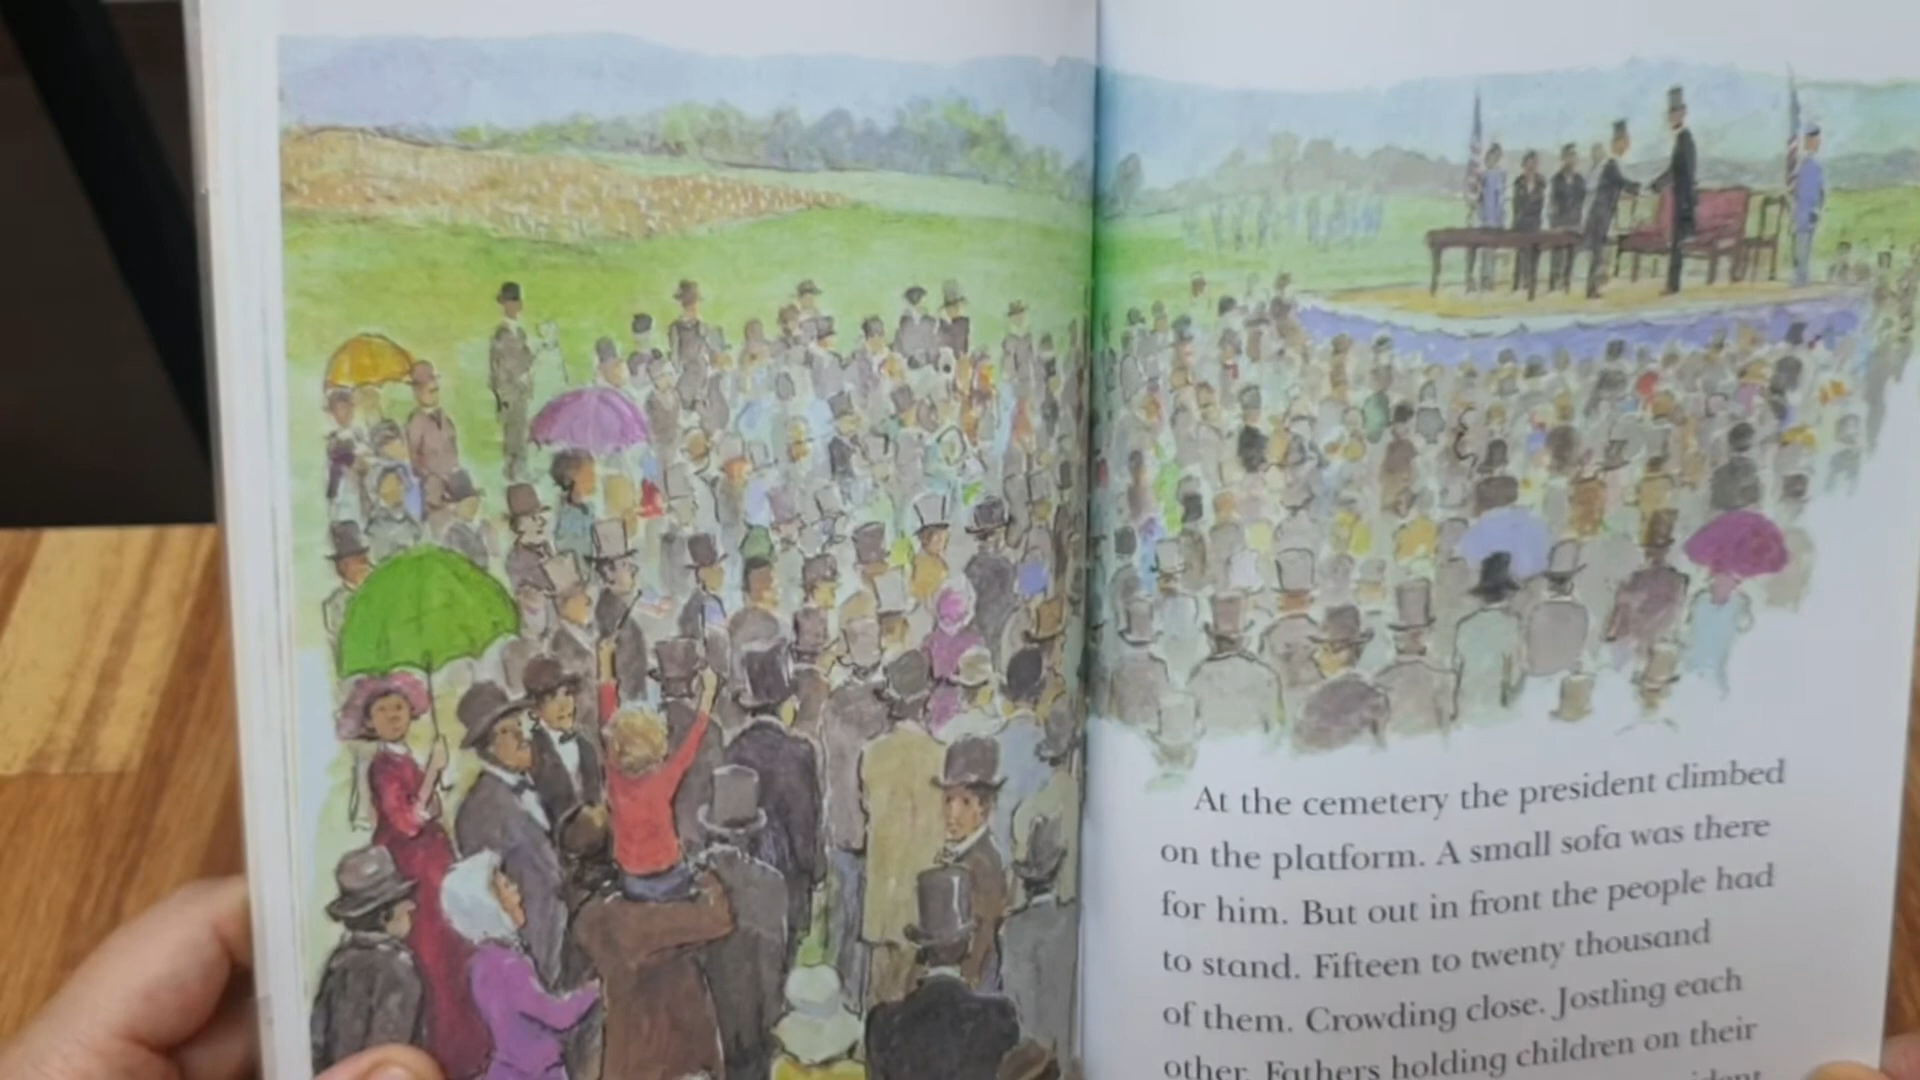 At the cemetery the president climbed
on the platform. A small sofa was there
for him. But out in front the people had
to stand. Fifteen to twenty thousand
of them. Crowding close. Jostling each
other. Fathers holding children on their